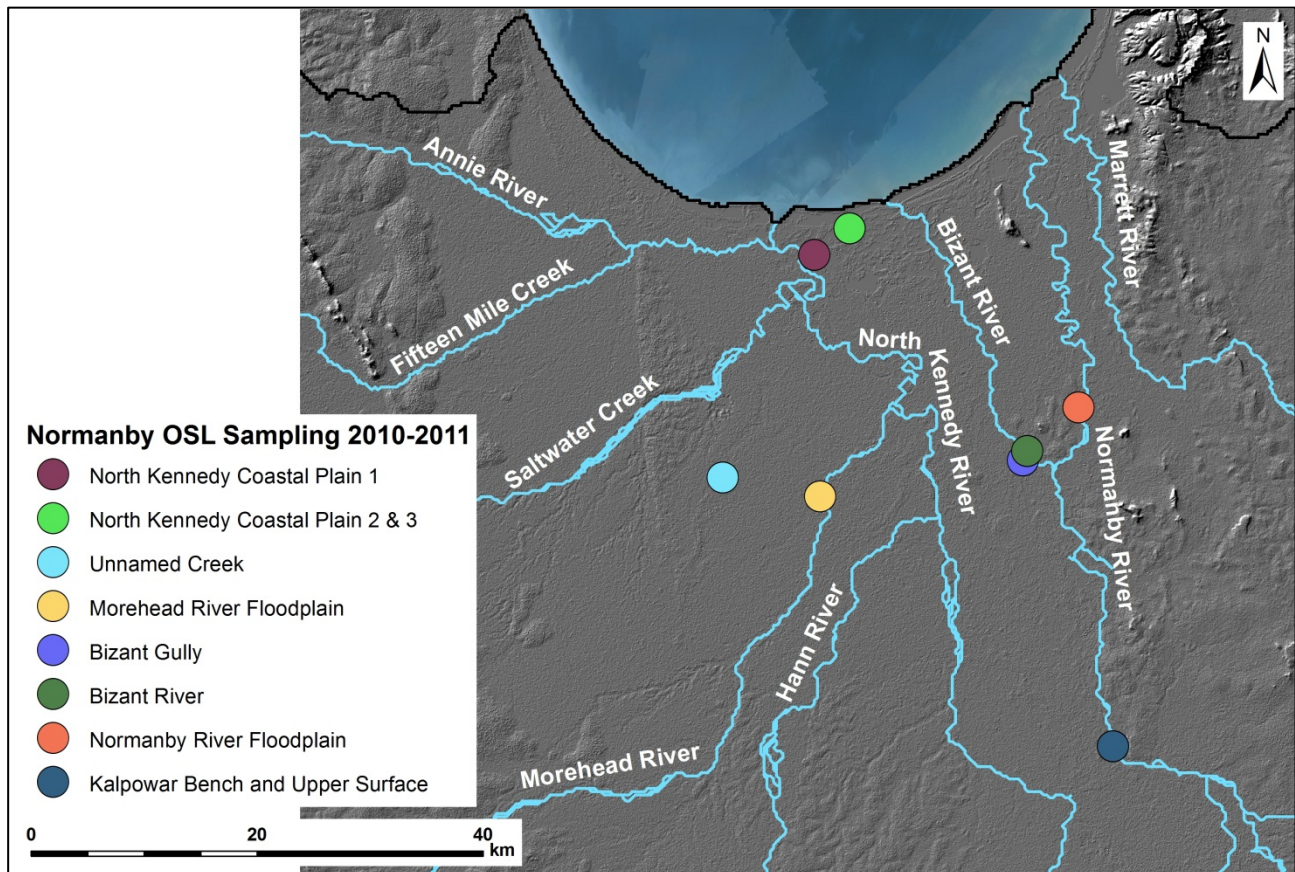 N
Annie River
Marrett River
Bizant River
Fifteen Mile Creek
North
Kennedy River
Saltwater Creek
Normanby River
Hann River
Morehead River
Normanby OSL Sampling 2010-2011
North Kennedy Coastal Plain 1
North Kennedy Coastal Plain 2 & 3
Unnamed Creek
Morehead River Floodplain
Bizant Gully
Bizant River
Normanby River Floodplain
Kalpowar Bench and Upper Surface
0 20 40
km